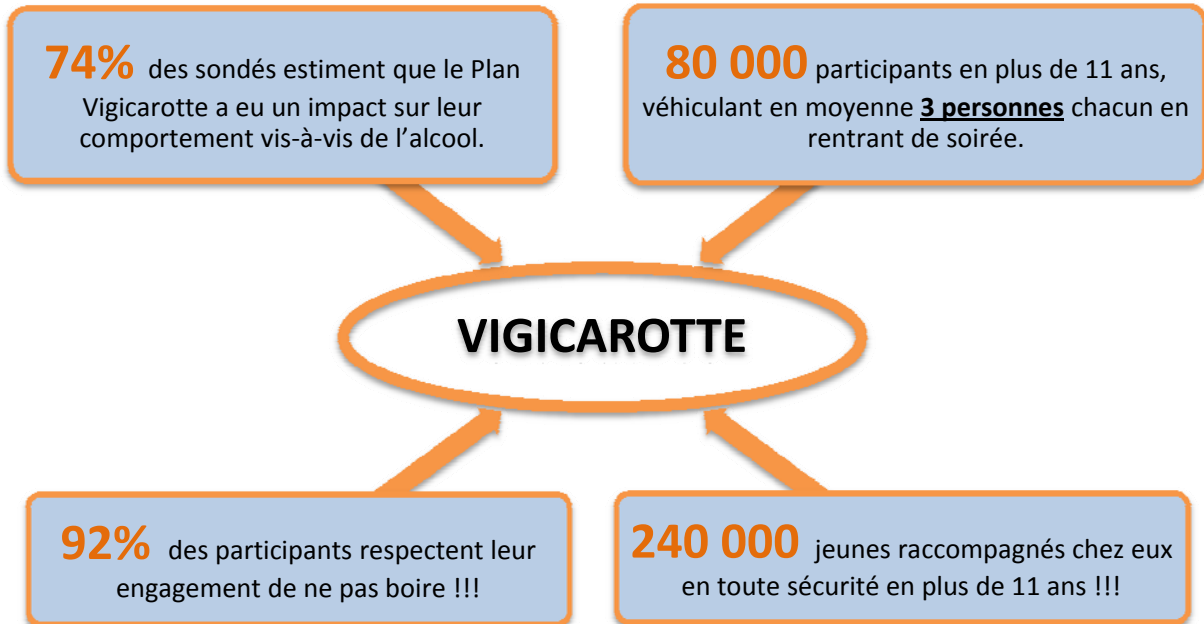 74% des sondés estiment que le Plan
Vigicarotte a eu un impact sur leur
comportement vis-à-vis de l’alcool.
80 000 participants en plus de 11 ans,
véhiculant en moyenne 3 personnes chacun en
rentrant de soirée.
VIGICAROTTE
92% des participants respectent leur
engagement de ne pas boire !!!
240 000 jeunes raccompagnés chez eux
en toute sécurité en plus de 11 ans !!!